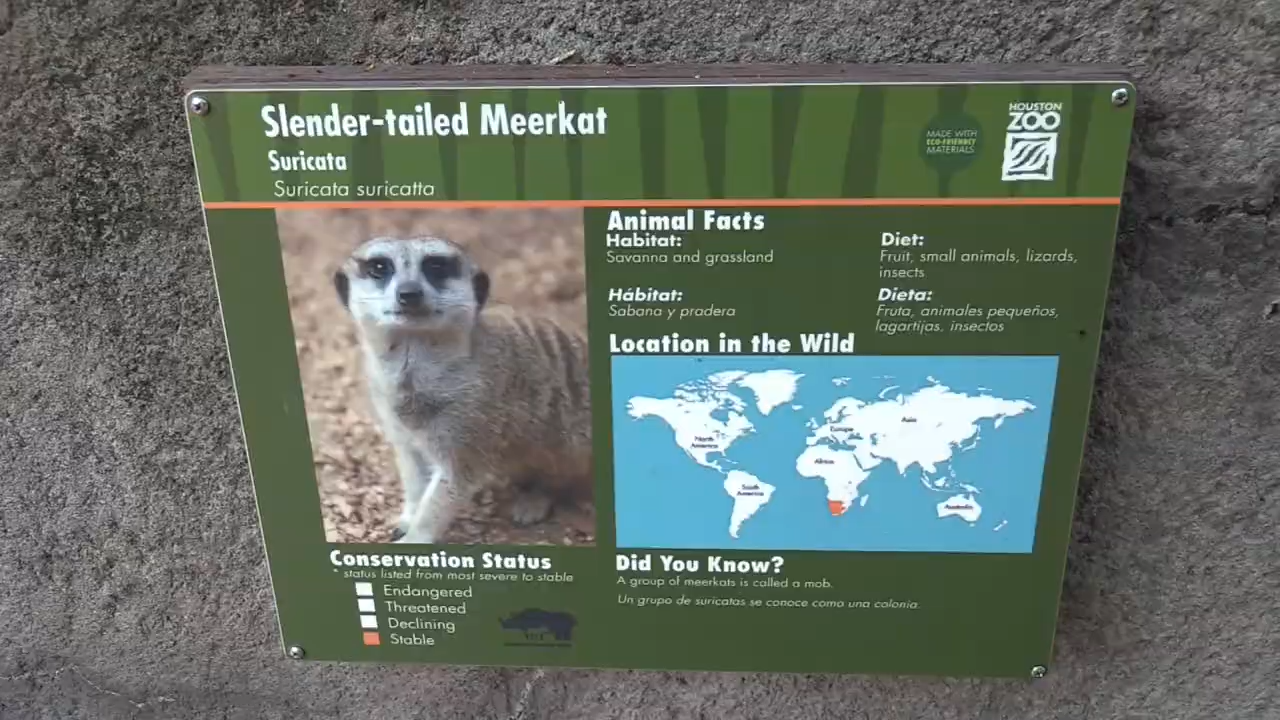 Slender-tailed Meerkat
Suricata
Suricata suricatta
MADE WITH
ECO-FRIENDLY
MATERIALS
HOUSTON
ZOO
Animal Facts
Habitat:
Savanna and grassland
Diet:
Fruit, small animals, lizards,
insects
Hábitat:
Sabana y pradera
Dieta:
Fruta, animales pequeños,
lagartijas, insectos
Location in the Wild
North
America
South
America
Europe
Africa
Asia
Australia
Conservation Status
* status listed from most severe to stable
Endangered
Threatened
Declining
Stable
Did You Know?
A group of meerkats is called a mob.
Un grupo de suricatas se conoce como una colonia.